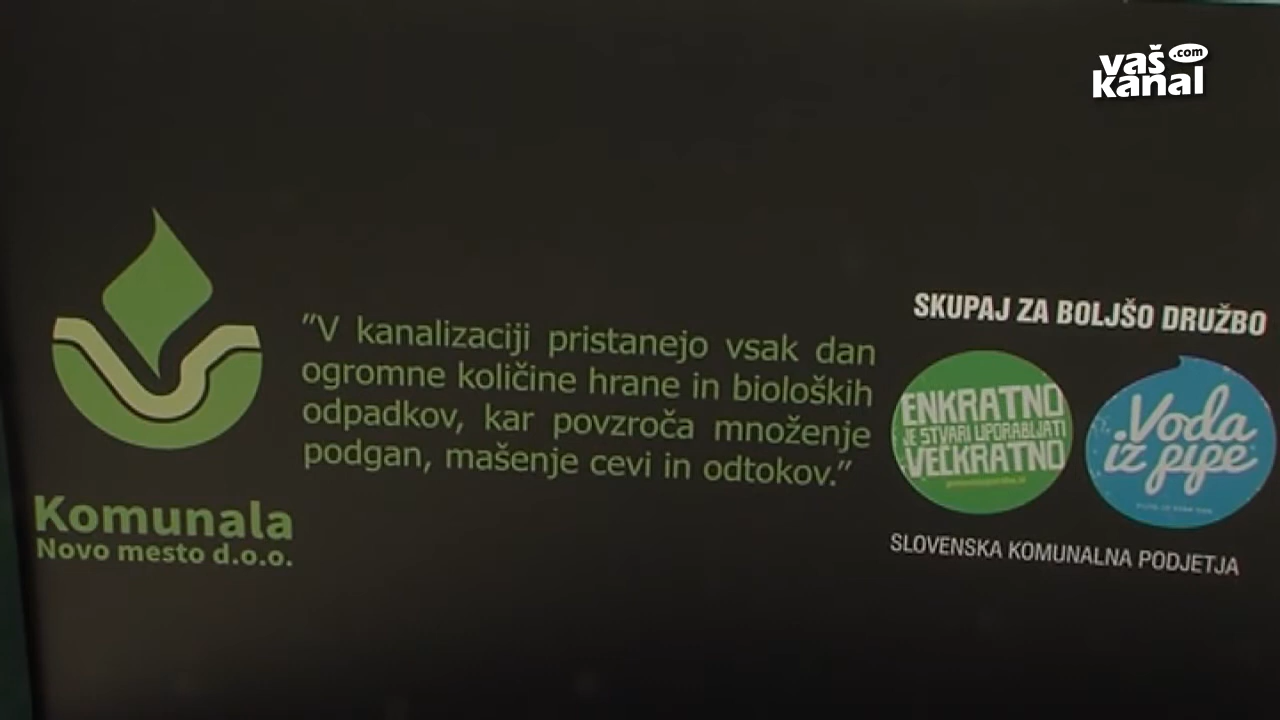 vaš
.com
kanal
SKUPAJ ZA BOLJŠO DRUŽBO
"V kanalizaciji pristanejo vsak dan
ogromne količine hrane in bioloških
odpadkov, kar povzroča množenje
podgan, mašenje cevi in odtokov."
ENKRATNO
JE STVARI UPORABLJATI
VEČKRATNO
Voda
iz pipe
Komunala
Novo mesto d.o.o.
SLOVENSKA KOMUNALNA PODJETJA